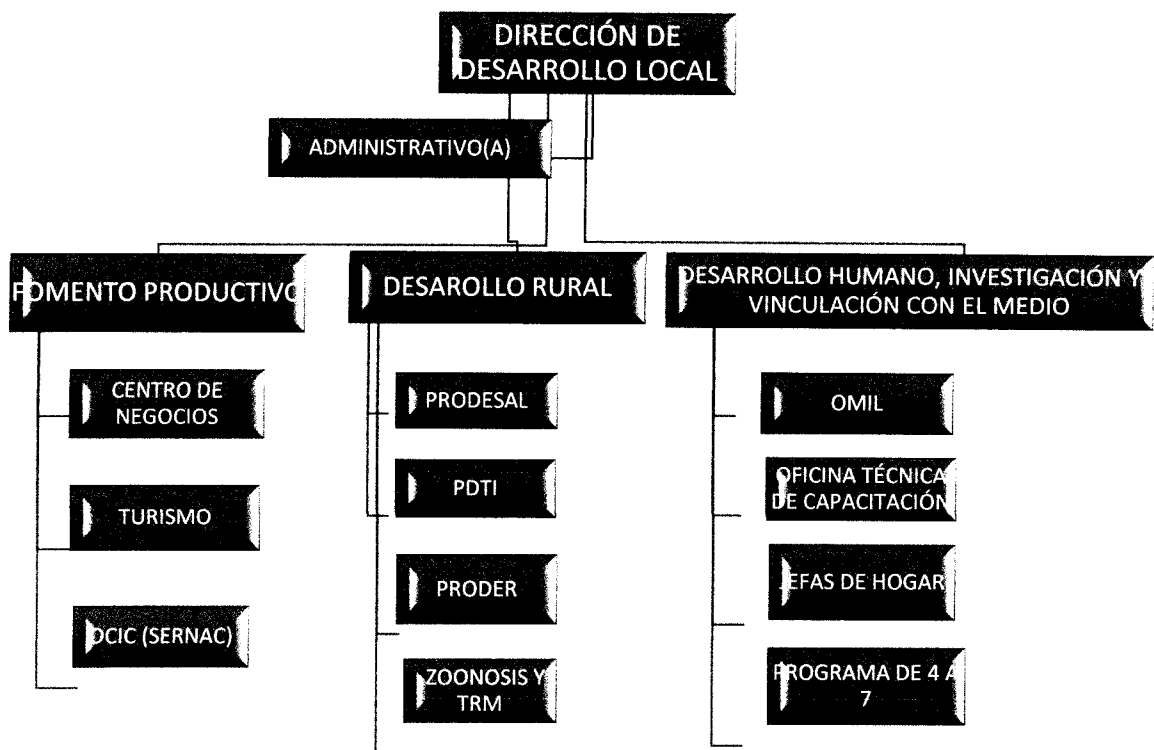 DIRECCIÓN DE
DESARROLLO LOCAL
ADMINISTRATIVO(A)
FOMENTO PRODUCTIVO
DESAROLLO RURAL
DESARROLLO HUMANO, INVESTIGACIÓN Y
VINCULACIÓN CON EL MEDIO
CENTRO DE
NEGOCIOS
TURISMO
OCIC (SERNAC)
PRODESAL
PDTI
PRODER
ZOONOSIS Y
TRM
OMIL
OFICINA TÉCNICA
DE CAPACITACIÓN
JEFAS DE HOGAR
PROGRAMA DE 4 A
7